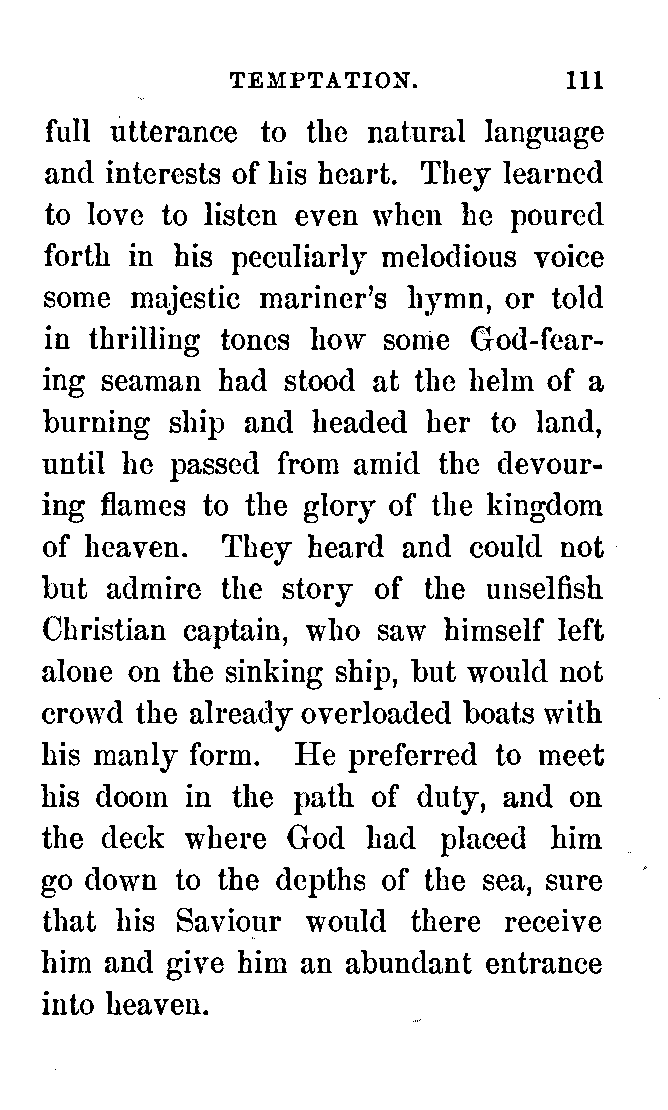 TEMPTATION. 111
full utterance to the natural language
and interests of his heart. They learned
to love to listen even when he poured
forth in his peculiarly melodious voice
some majestic mariner's hymn, or told
in thrilling tones how some God-fear-
ing seaman had stood at the helm of a
burning ship and headed her to land,
until he passed from amid the devour-
ing flames to the glory of the kingdom
of heaven. They heard and could not
but admire the story of the unselfish
Christian captain, who saw himself left
alone on the sinking ship, but would not
crowd the already overloaded boats with
his manly form. He preferred to meet
his doom in the path of duty, and on
the deck where God had placed him
go down to the depths of the sea, sure
that his Saviour would there receive
him and give him an abundant entrance
into heaven.